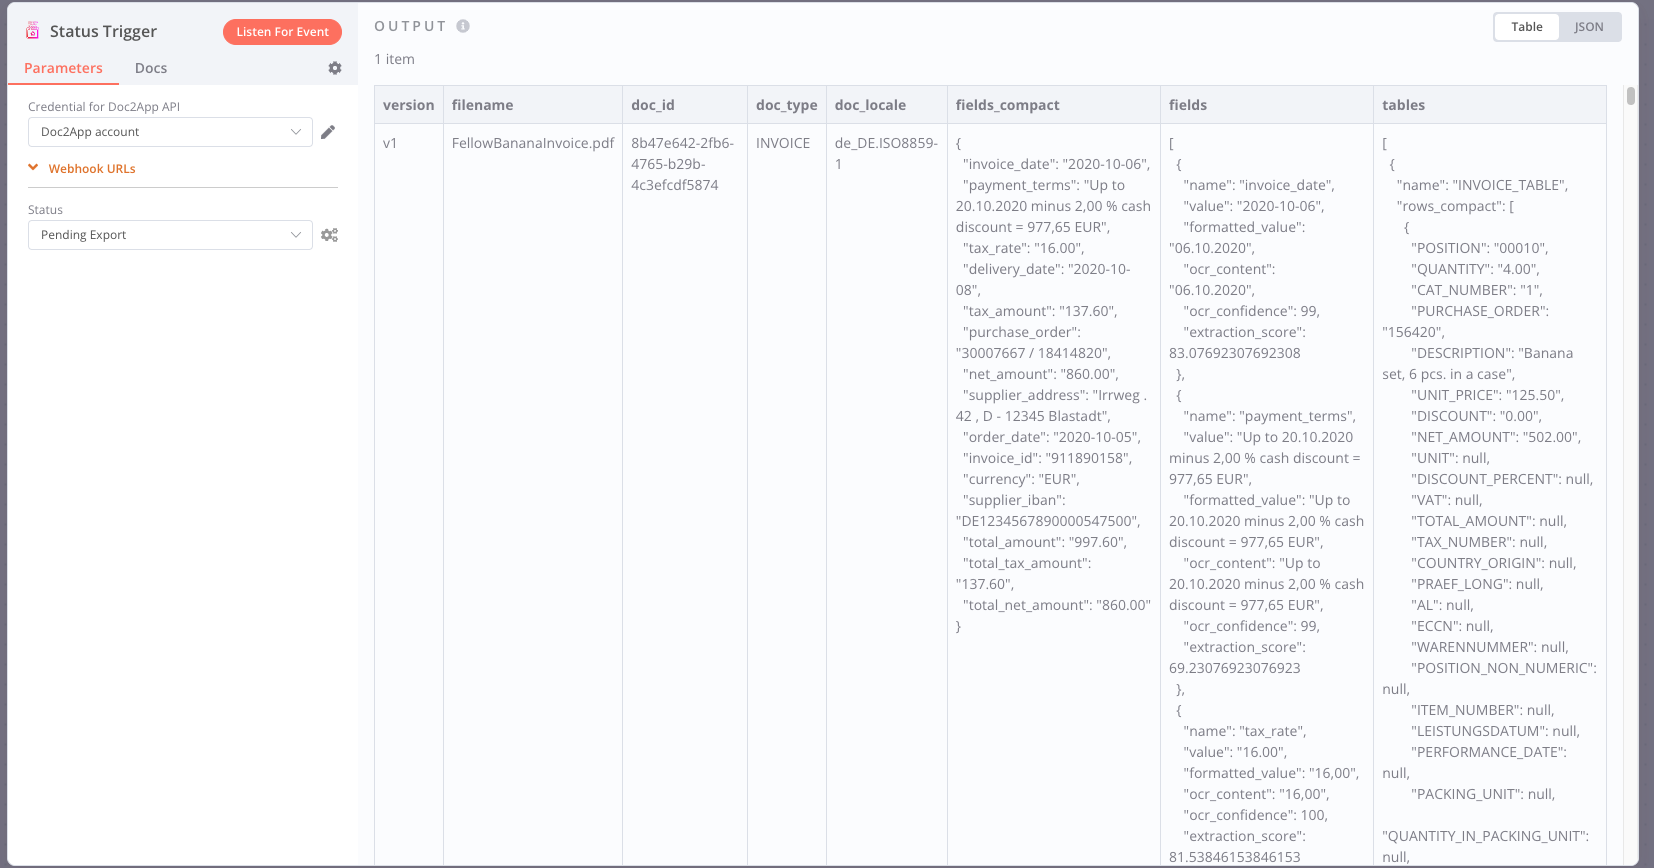 Status Trigger
Listen For Event
Parameters
Docs
Credential for Doc2App API
Doc2App account
Webhook URLs
Status
Pending Export
OUTPUT
Table
JSON
1 item
version
filename
doc_id
doc_type
doc_locale
fields_compact
fields
tables
v1
FellowBananaInvoice.pdf
8b47e642-2fb6-
4765-b29b-
4c3efcdf5874
INVOICE
de_DE.ISO8859-
1
{
"invoice_date": "2020-10-06",
"payment_terms": "Up to
20.10.2020 minus 2,00 % cash
discount = 977,65 EUR",
"tax_rate": "16.00",
"delivery_date": "2020-10-
08",
"tax_amount": "137.60",
"purchase_order":
"30007667 / 18414820",
"net_amount": "860.00",
"supplier_address": "Irrweg .
42 , D - 12345 Blastadt",
"order_date": "2020-10-05",
"invoice_id": "911890158",
"currency": "EUR",
"supplier_iban":
"DE1234567890000547500",
"total_amount": "997.60",
"total_tax_amount":
"137.60",
"total_net_amount": "860.00"
}
[
{
"name": "invoice_date",
"value": "2020-10-06",
"formatted_value":
"06.10.2020",
"ocr_content":
"06.10.2020",
"ocr_confidence": 99,
"extraction_score":
83.07692307692308
},
{
"name": "payment_terms",
"value": "Up to 20.10.2020
minus 2,00 % cash discount =
977,65 EUR",
"formatted_value": "Up to
20.10.2020 minus 2,00 % cash
discount = 977,65 EUR",
"ocr_content": "Up to
20.10.2020 minus 2,00 % cash
discount = 977,65 EUR",
"ocr_confidence": 99,
"extraction_score":
69.23076923076923
},
{
"name": "tax_rate",
"value": "16.00",
"formatted_value": "16,00",
"ocr_content": "16,00",
"ocr_confidence": 100,
"extraction_score":
81.53846153846153
[
{
"name": "INVOICE_TABLE",
"rows_compact": [
{
"POSITION": "00010",
"QUANTITY": "4.00",
"CAT_NUMBER": "1",
"PURCHASE_ORDER":
"156420",
"DESCRIPTION": "Banana
set, 6 pcs. in a case",
"UNIT_PRICE": "125.50",
"DISCOUNT": "0.00",
"NET_AMOUNT": "502.00",
"UNIT": null,
"DISCOUNT_PERCENT": null,
"VAT": null,
"TOTAL_AMOUNT": null,
"TAX_NUMBER": null,
"COUNTRY_ORIGIN": null,
"PRAEF_LONG": null,
"AL": null,
"ECCN": null,
"WARENNUMMER": null,
"POSITION_NON_NUMERIC":
null,
"ITEM_NUMBER": null,
"LEISTUNGSDATUM": null,
"PERFORMANCE_DATE":
null,
"PACKING_UNIT": null,
"QUANTITY_IN_PACKING_UNIT":
null,